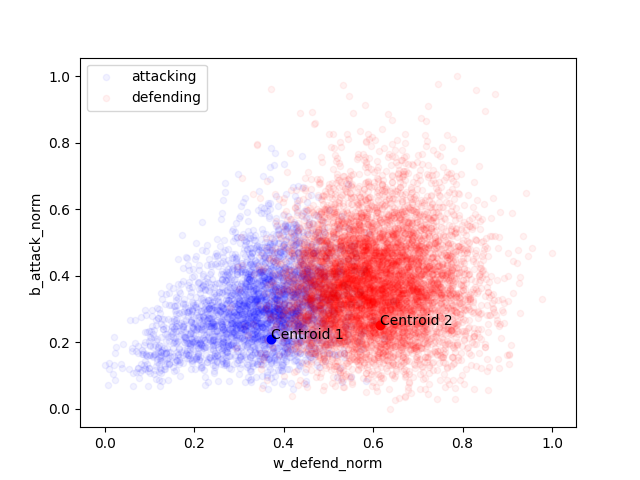 attacking
defending
1.0
0.8
0.6
0.4
0.2
0.0
b_attack_norm
Centroid 1
Centroid 2
0.0 0.2 0.4 0.6 0.8 1.0
w_defend_norm